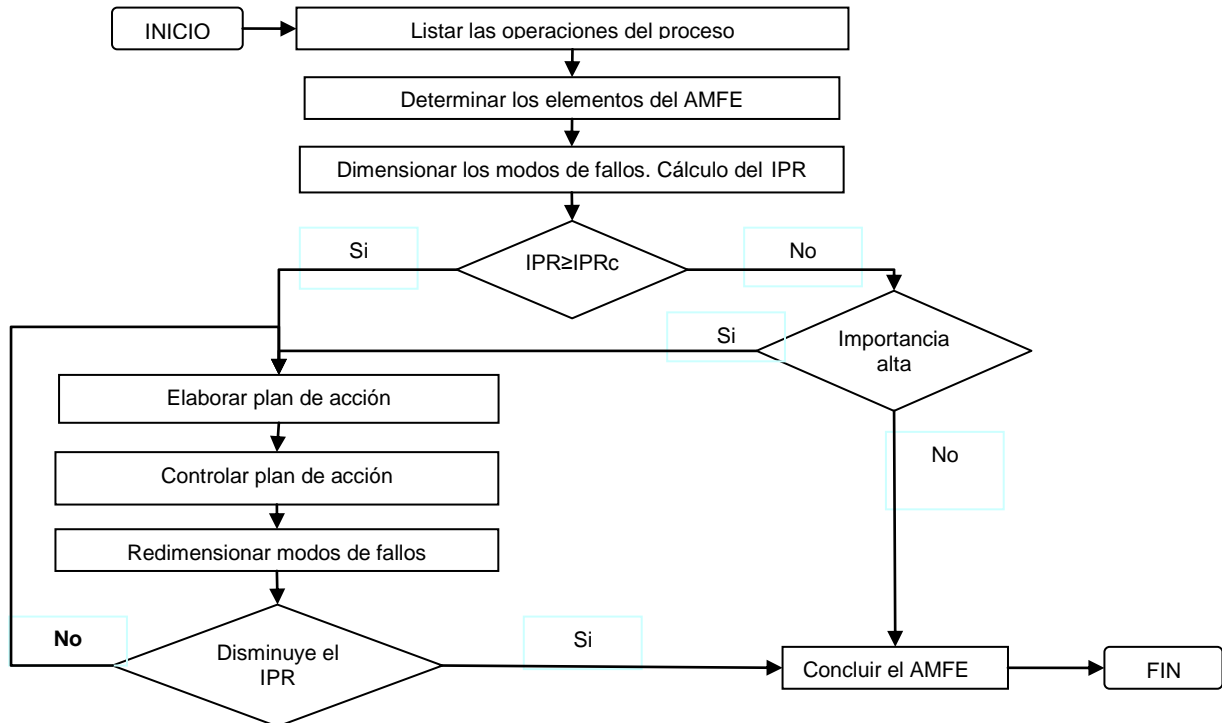 INICIO
Listar las operaciones del proceso
Determinar los elementos del AMFE
Dimensionar los modos de fallos. Cálculo del IPR
Si
IPR≥IPRc
No
Si
Importancia
alta
Elaborar plan de acción
No
Controlar plan de acción
Redimensionar modos de fallos
No
Disminuye el
IPR
Si
Concluir el AMFE
FIN